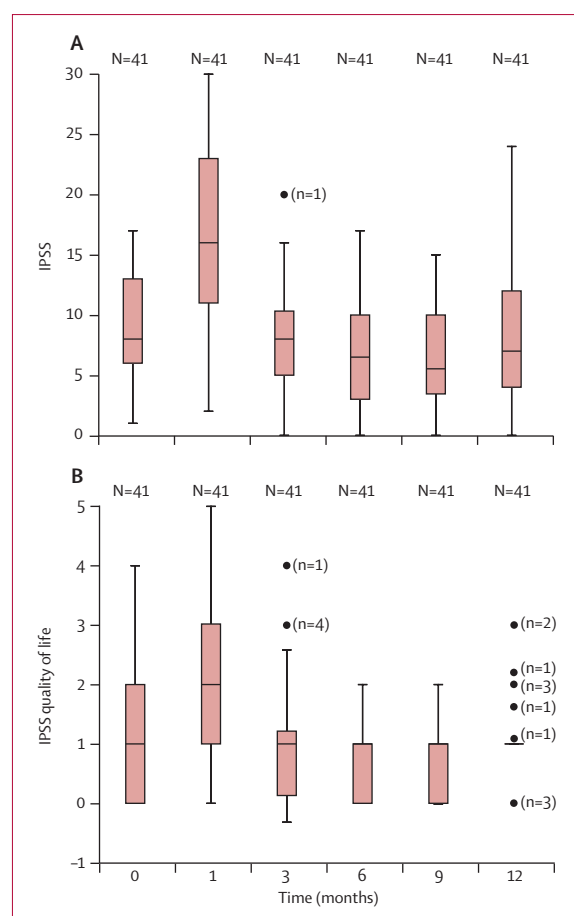 A
N=41 N=41 N=41 N=41 N=41 N=41
30
25
20
15
10
5
0
IPSS
(n=1)
B
N=41 N=41 N=41 N=41 N=41 N=41
5
4
3
2
1
0
–1
IPSS quality of life
(n=1)
(n=4)
(n=2)
(n=1)
(n=3)
(n=1)
(n=1)
(n=3)
0 1 3 6 9 12
Time (months)